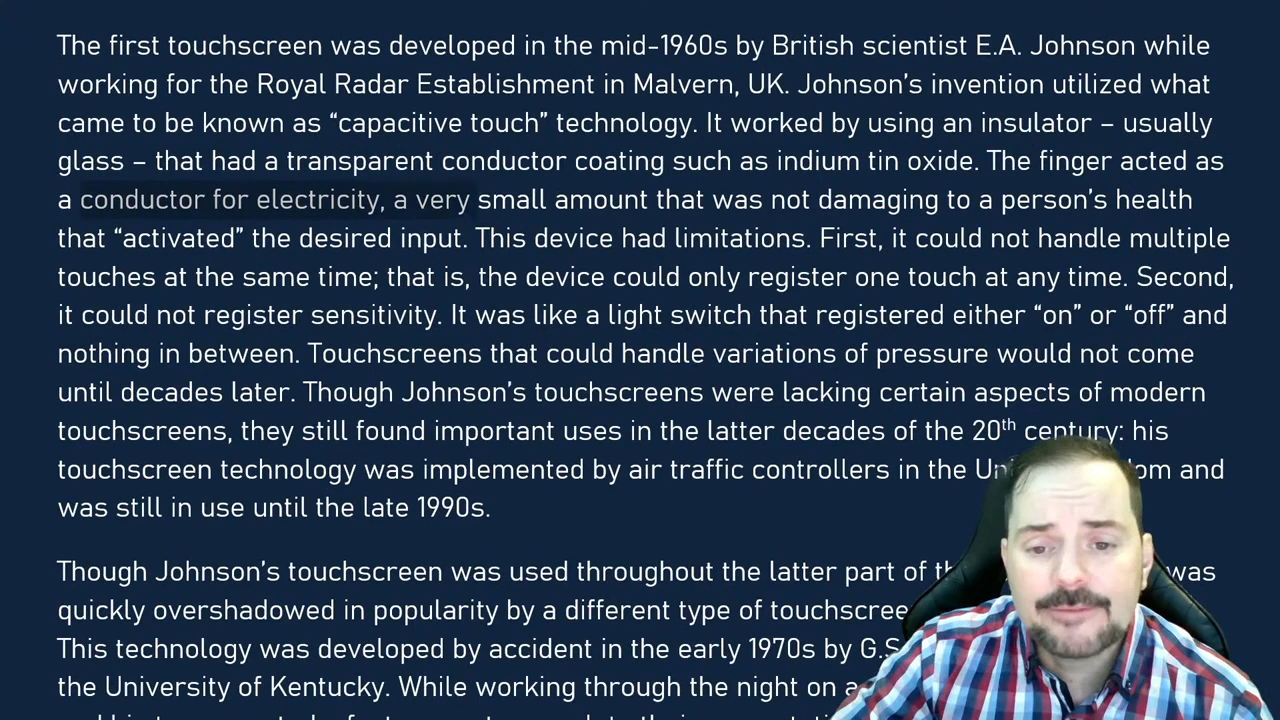 The first touchscreen was developed in the mid-1960s by British scientist E.A. Johnson while
working for the Royal Radar Establishment in Malvern, UK. Johnson’s invention utilized what
came to be known as “capacitive touch” technology. It worked by using an insulator – usually
glass – that had a transparent conductor coating such as indium tin oxide. The finger acted as
a conductor for electricity, a very small amount that was not damaging to a person’s health
that “activated” the desired input. This device had limitations. First, it could not handle multiple
touches at the same time; that is, the device could only register one touch at any time. Second,
it could not register sensitivity. It was like a light switch that registered either “on” or “off” and
nothing in between. Touchscreens that could handle variations of pressure would not come
until decades later. Though Johnson’s touchscreens were lacking certain aspects of modern
touchscreens, they still found important uses in the latter decades of the 20th century: his
touchscreen technology was implemented by air traffic controllers in the and
was still in use until the late 1990s.
Though Johnson’s touchscreen was used throughout the latter part of was
quickly overshadowed in popularity by a different type of
This technology was developed by accident in the early 1970s by G.S
the University of Kentucky. While working through the night on a